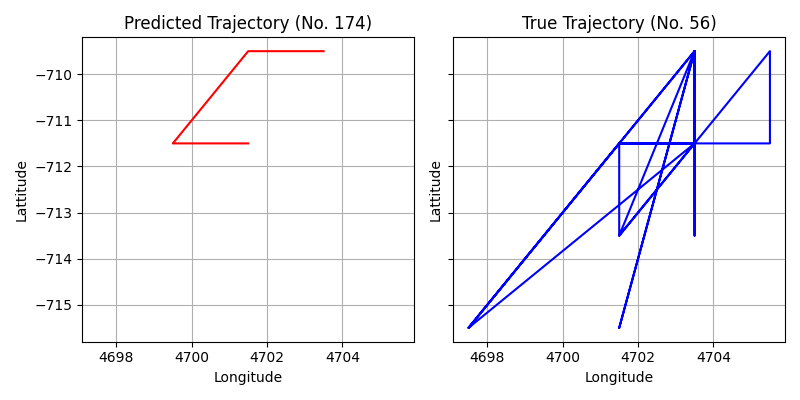 Predicted Trajectory (No. 174)
True Trajectory (No. 56)
Lattitude
−710
−711
−712
−713
−714
−715
4698
4700
4702
4704
Longitude
Lattitude
4698
4700
4702
4704
Longitude